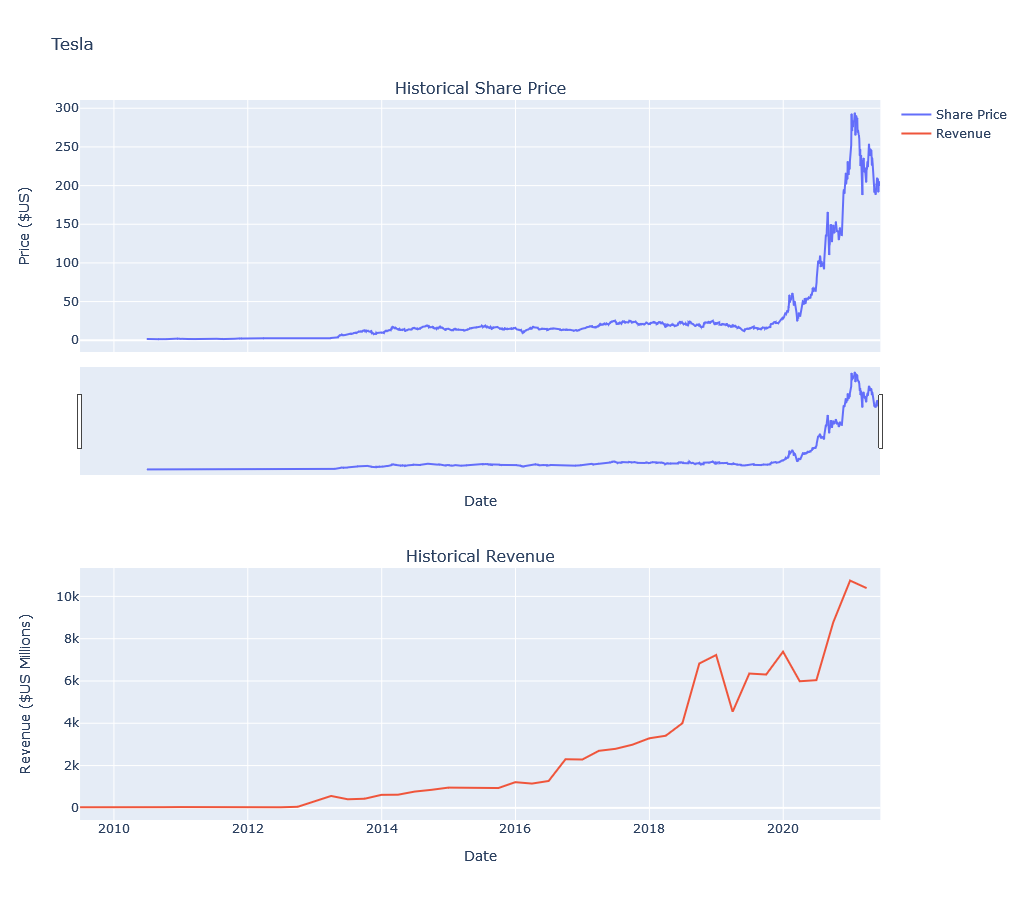 Tesla
Historical Share Price
Share Price
Revenue
Price ($US)
300
250
200
150
100
50
0
Date
Historical Revenue
Revenue ($US Millions)
10k
8k
6k
4k
2k
0
2010 2012 2014 2016 2018 2020
Date